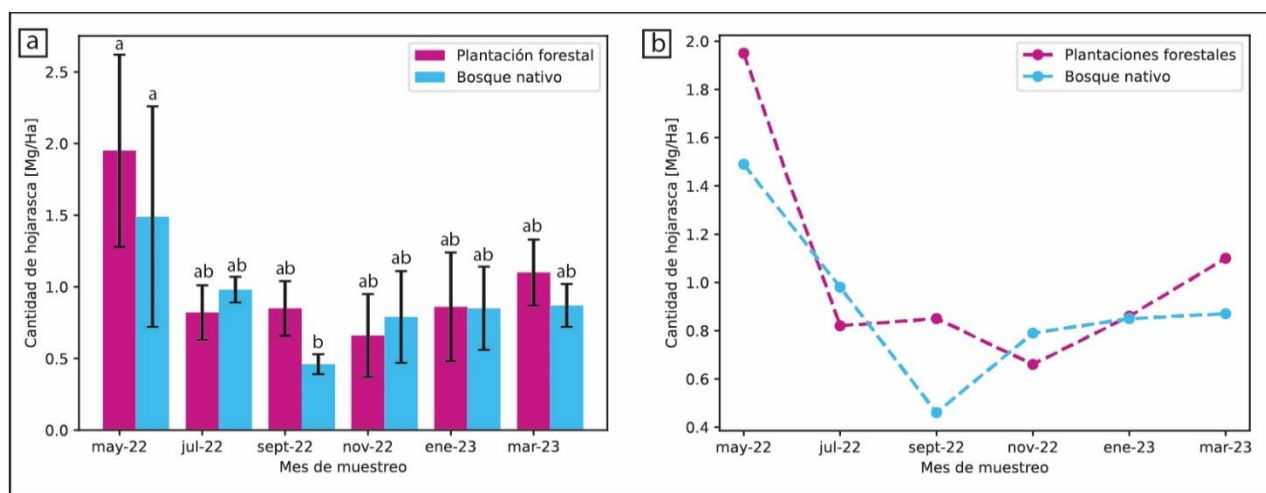 a
Plantación forestal
Bosque nativo
a
a
ab
ab
ab
b
ab
ab
ab
ab
ab
ab
2.5
2.0
1.5
1.0
0.5
0.0
Cantidad de hojarasca [Mg/Ha]
may-22 jul-22 sept-22 nov-22 ene-23 mar-23
Mes de muestreo
b
Plantaciones forestales
Bosque nativo
2.0
1.8
1.6
1.4
1.2
1.0
0.8
0.6
0.4
Cantidad de hojarasca [Mg/Ha]
may-22 jul-22 sept-22 nov-22 ene-23 mar-23
Mes de muestreo